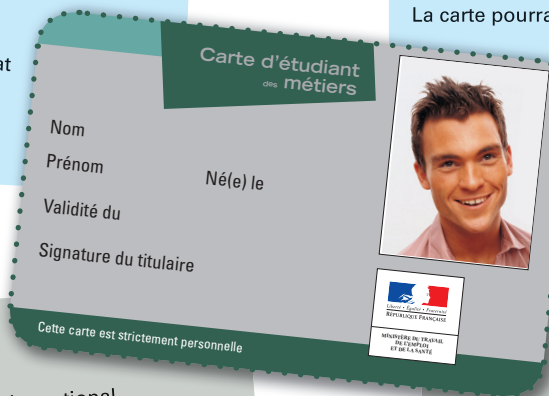 La carte pourra
at
Carte d'étudiant
des métiers
Nom
Prénom
Né(e) le
Validité du
Signature du titulaire
Liberté • Égalité • Fraternité
RÉPUBLIQUE FRANÇAISE
MINISTÈRE DU TRAVAIL
DE L'EMPLOI
ET DE LA SANTÉ
Cette carte est strictement personnelle